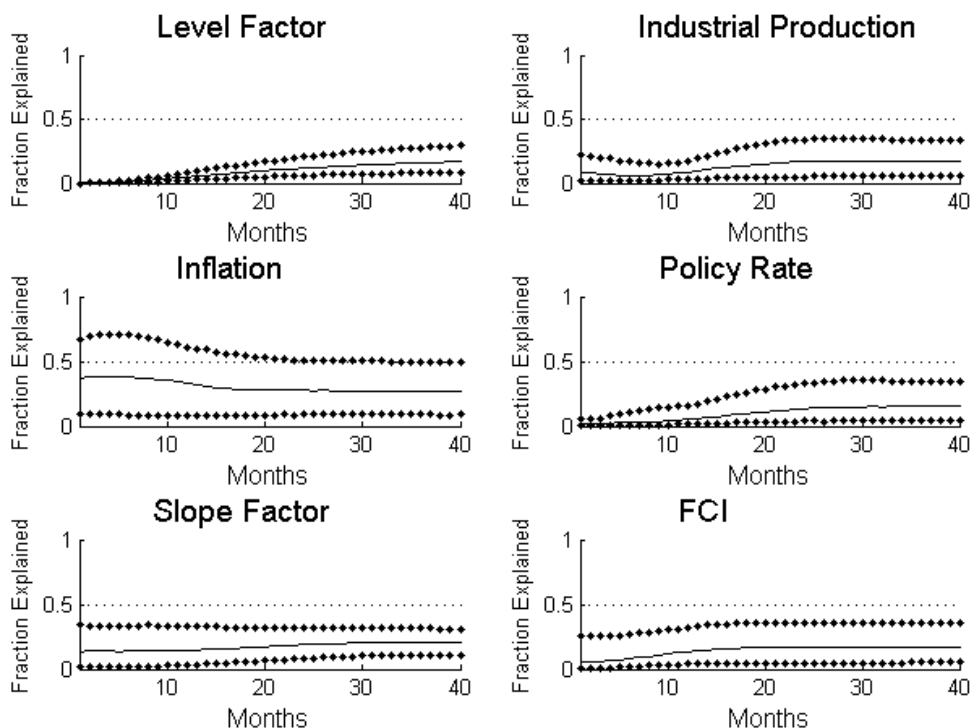 Level Factor
Fraction Explained
1
0.5
0
10 20 30 40
Months
Industrial Production
Fraction Explained
1
0.5
0
10 20 30 40
Months
Inflation
Fraction Explained
1
0.5
0
10 20 30 40
Months
Policy Rate
Fraction Explained
1
0.5
0
10 20 30 40
Months
Slope Factor
Fraction Explained
1
0.5
0
10 20 30 40
Months
FCI
Fraction Explained
1
0.5
0
10 20 30 40
Months